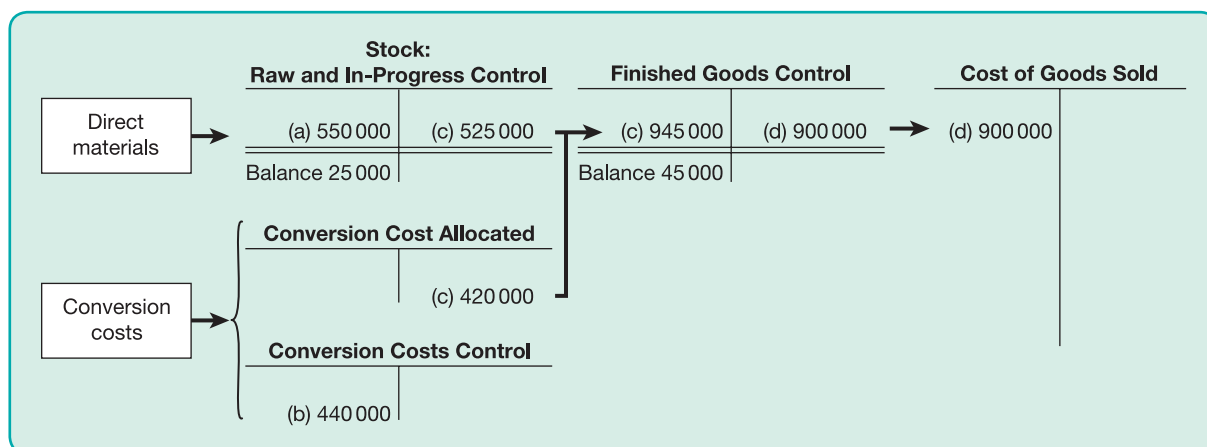 Stock:
Raw and In-Progress Control
Finished Goods Control
Cost of Goods Sold
Direct
materials
(a) 550 000
(c) 525 000
(c) 945 000
(d) 900 000
(d) 900 000
Balance 25 000
Balance 45 000
Conversion Cost Allocated
(c) 420 000
Conversion
costs
Conversion Costs Control
(b) 440 000